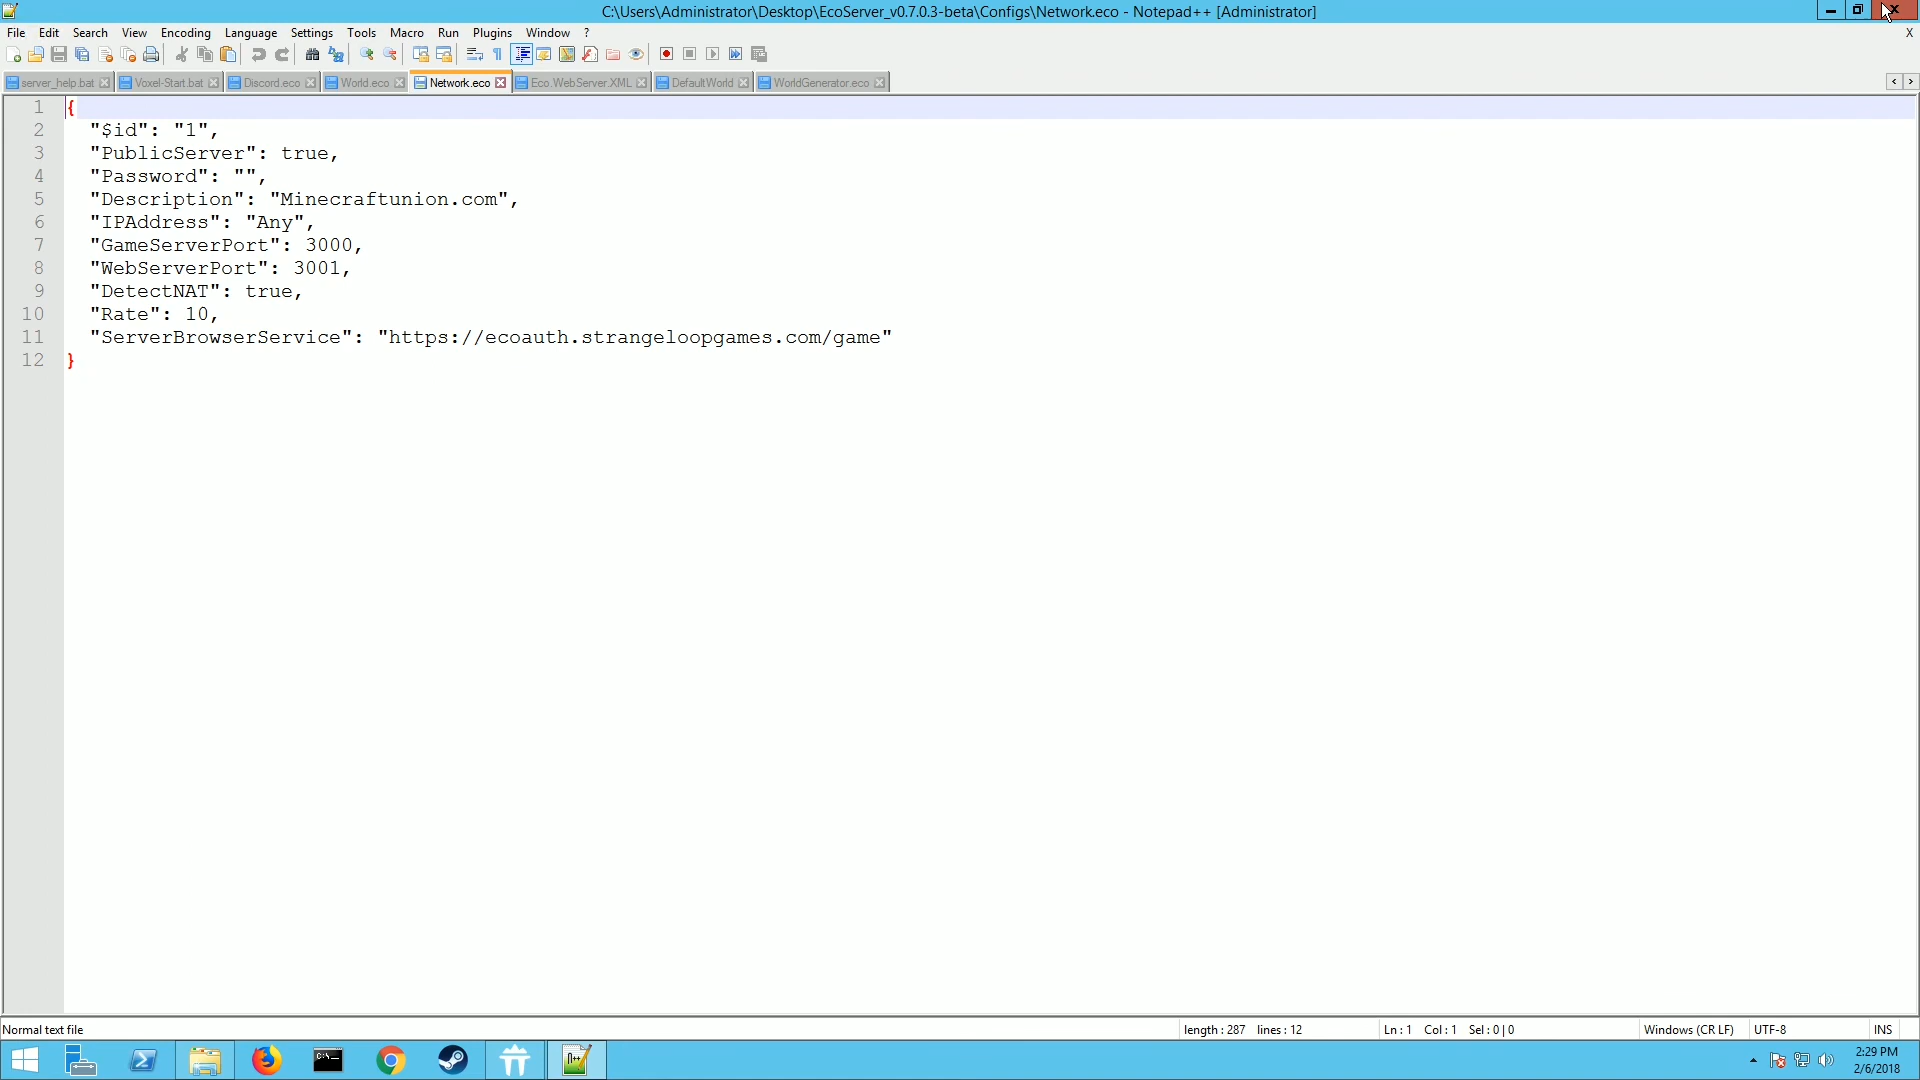 C:\Users\Administrator\Desktop\EcoServer_v0.7.0.3-beta\Configs\Network.eco - Notepad++ [Administrator]
File Edit Search View Encoding Language Settings Tools Macro Run Plugins Window ?
X
server_help.bat Voxel-Start.bat Discord.eco World.eco Network.eco Eco.WebServer.XML DefaultWorld WorldGenerator.eco
1 {
2 "$id": "1",
3 "PublicServer": true,
4 "Password": "",
5 "Description": "Minecraftunion.com",
6 "IPAddress": "Any",
7 "GameServerPort": 3000,
8 "WebServerPort": 3001,
9 "DetectNAT": true,
10 "Rate": 10,
11 "ServerBrowserService": "https://ecoauth.strangeloopgames.com/game"
12 }
Normal text file length : 287 lines : 12 Ln : 1 Col : 1 Sel : 0 | 0 Windows (CR LF) UTF-8 INS
2:29 PM
2/6/2018